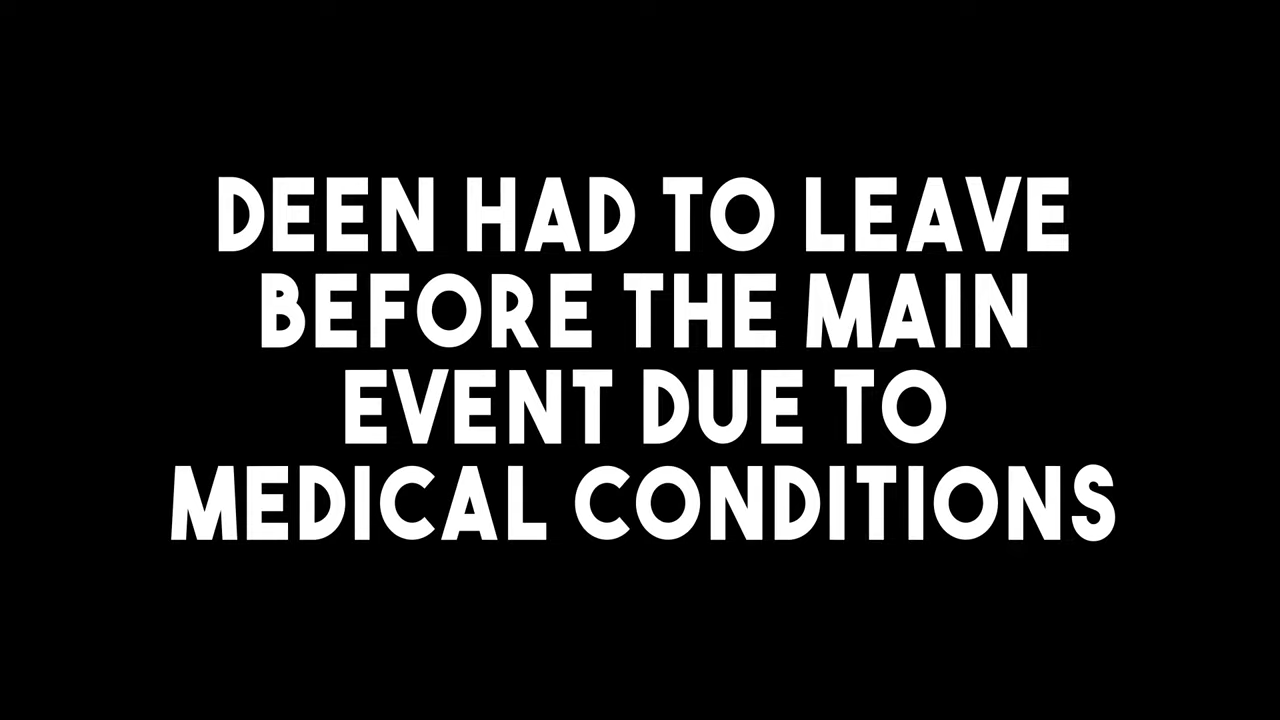 DEEN HAD TO LEAVE
BEFORE THE MAIN
EVENT DUE TO
MEDICAL CONDITIONS